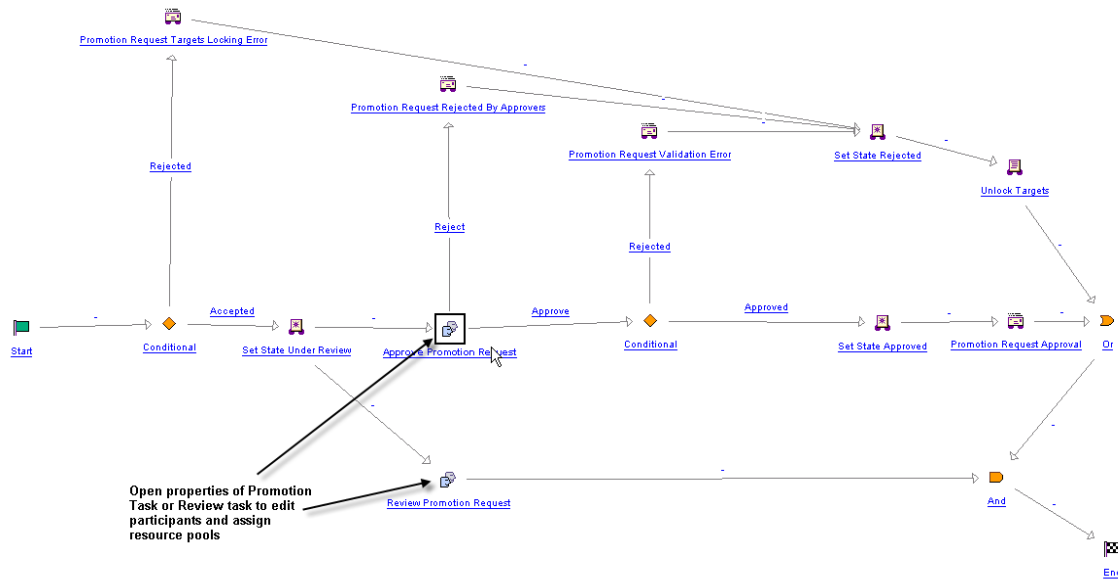 Promotion Request Targets Locking Error
-
Promotion Request Rejected By Approvers
-
Promotion Request Validation Error
-
Set State Rejected
-
Rejected
Unlock Targets
Reject
Rejected
-
Start
-
Conditional
Accepted
Set State Under Review
-
Approve Promotion Request
Approve
Conditional
Approved
Set State Approved
-
Promotion Request Approval
-
Or
-
-
Open properties of Promotion
Task or Review task to edit
participants and assign
resource pools
Review Promotion Request
-
And
-
End